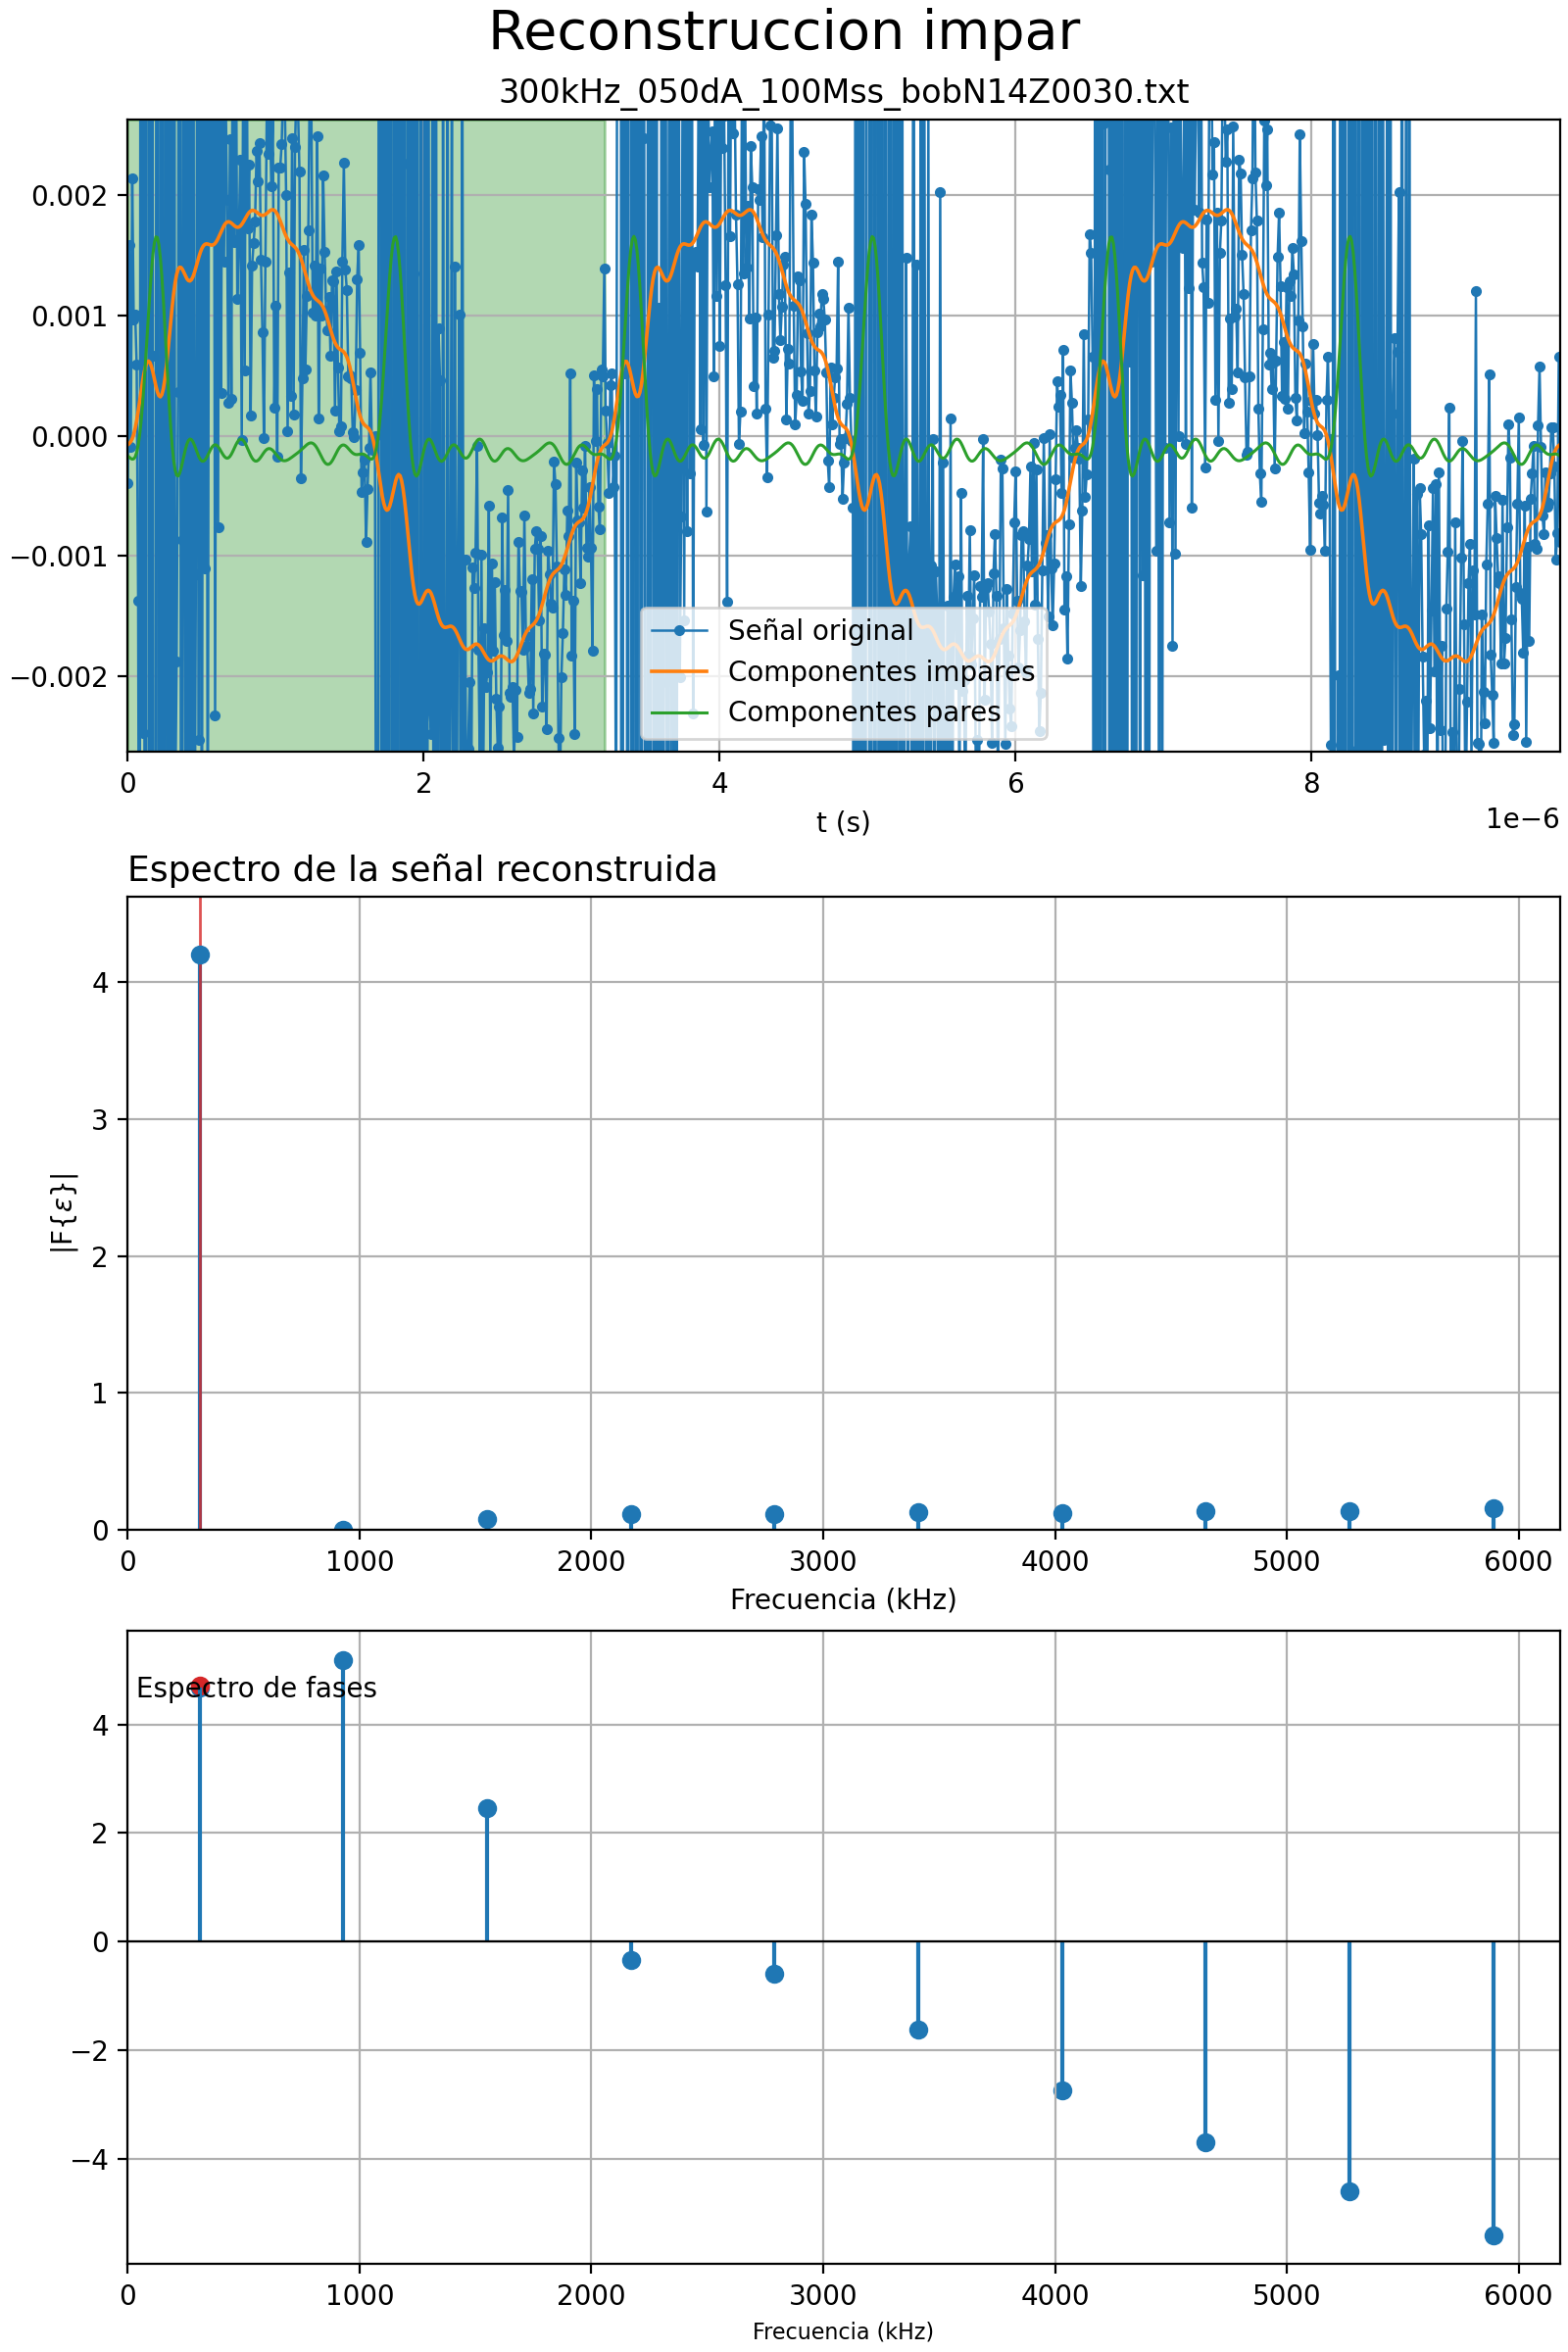 Reconstruccion impar
300kHz_050dA_100Mss_bobN14Z0030.txt
0.002
0.001
0.000
−0.001
−0.002
Señal original
Componentes impares
Componentes pares
0 2 4 6 8
t (s)
1e−6
Espectro de la señal reconstruida
4
3
2
1
0
|F{ε}|
0 1000 2000 3000 4000 5000 6000
Frecuencia (kHz)
Espectro de fases
4
2
0
−2
−4
0 1000 2000 3000 4000 5000 6000
Frecuencia (kHz)